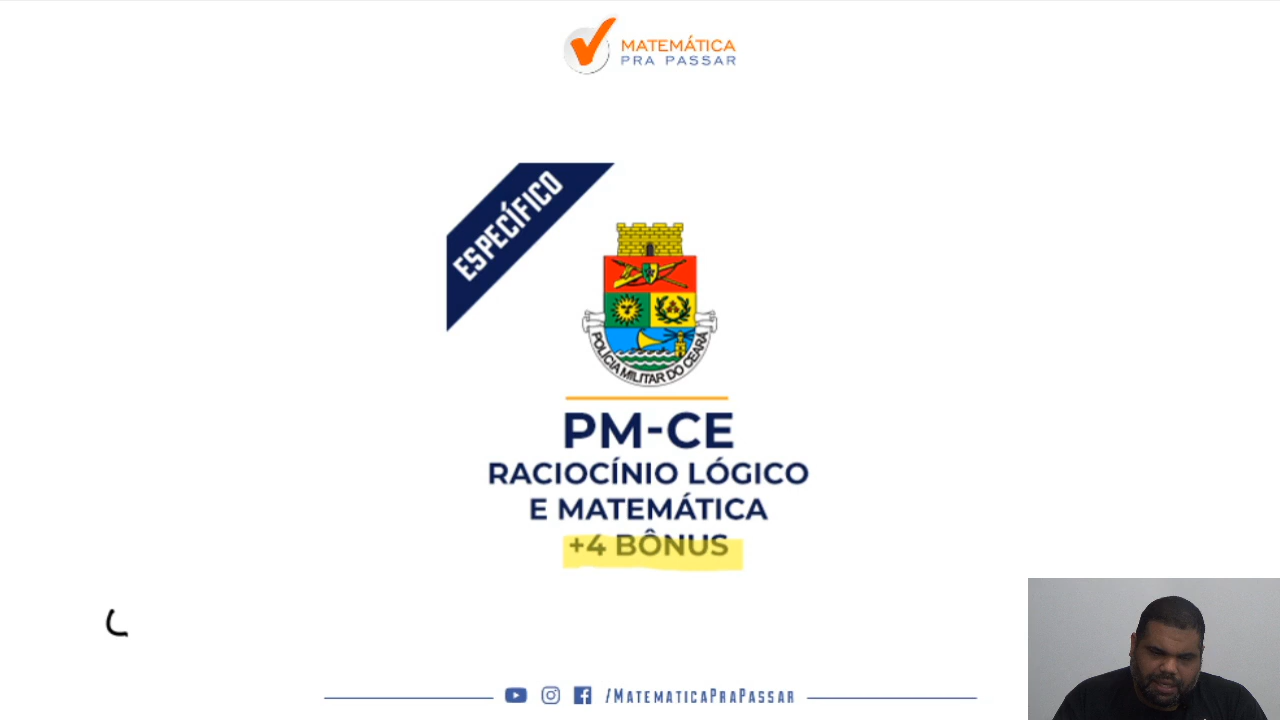 MATEMÁTICA
PRA PASSAR
ESPECÍFICO
POLÍCIA MILITAR DO CEARÁ
PM-CE
RACIOCÍNIO LÓGICO
E MATEMÁTICA
+4 BÔNUS
/MATEMATICAPRAPASSAR